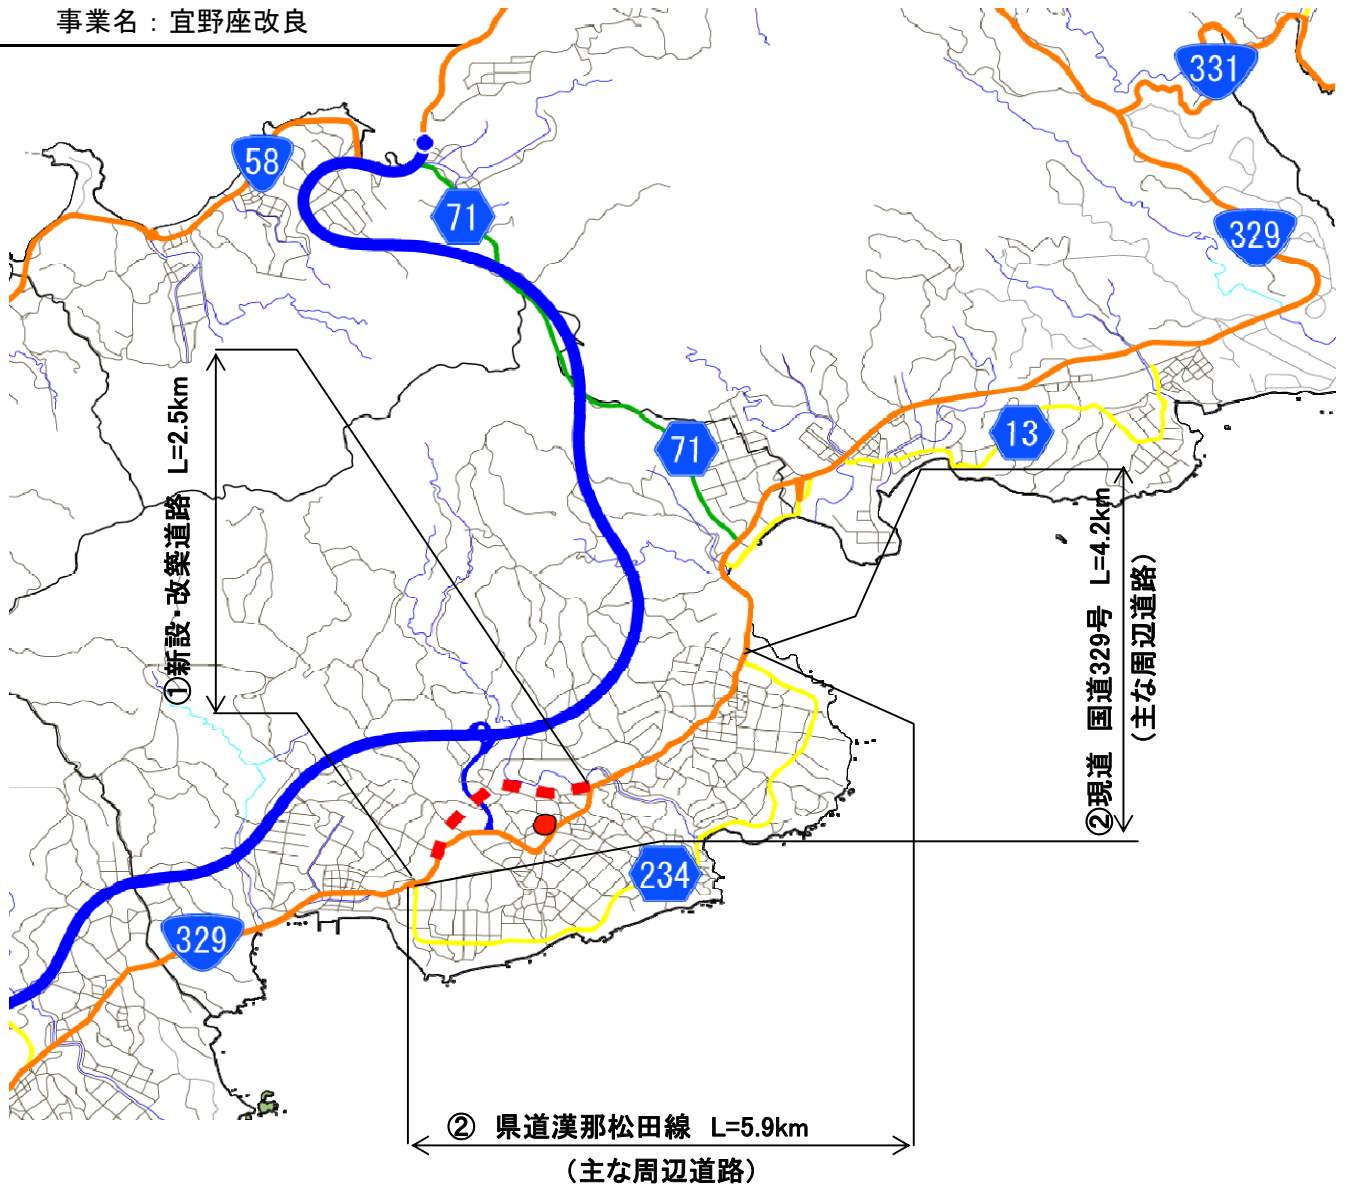 事業名：宜野座改良
331
58
71
329
13
71
①新設・改築道路　L=2.5km
②現道　国道329号　L=4.2km
（主な周辺道路）
234
329
②　県道漢那松田線　L=5.9km
（主な周辺道路）